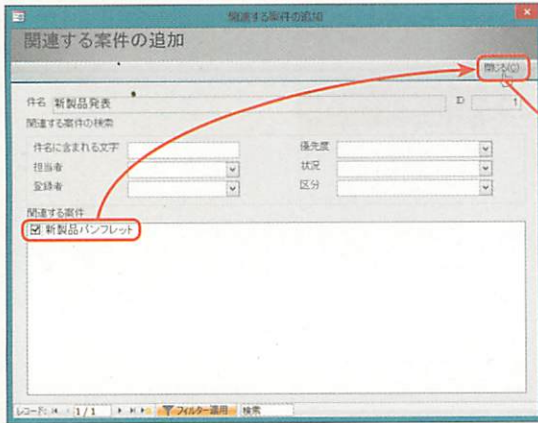 関連する案件の追加
関連する案件の追加
閉じる(C)
件名 新製品発表 ID 1
関連する案件の検索
件名に含まれる文字 優先度
担当者 状況
登録者 区分
関連する案件
新製品パンフレット
レコード: 1 / 1 フィルター適用 検索